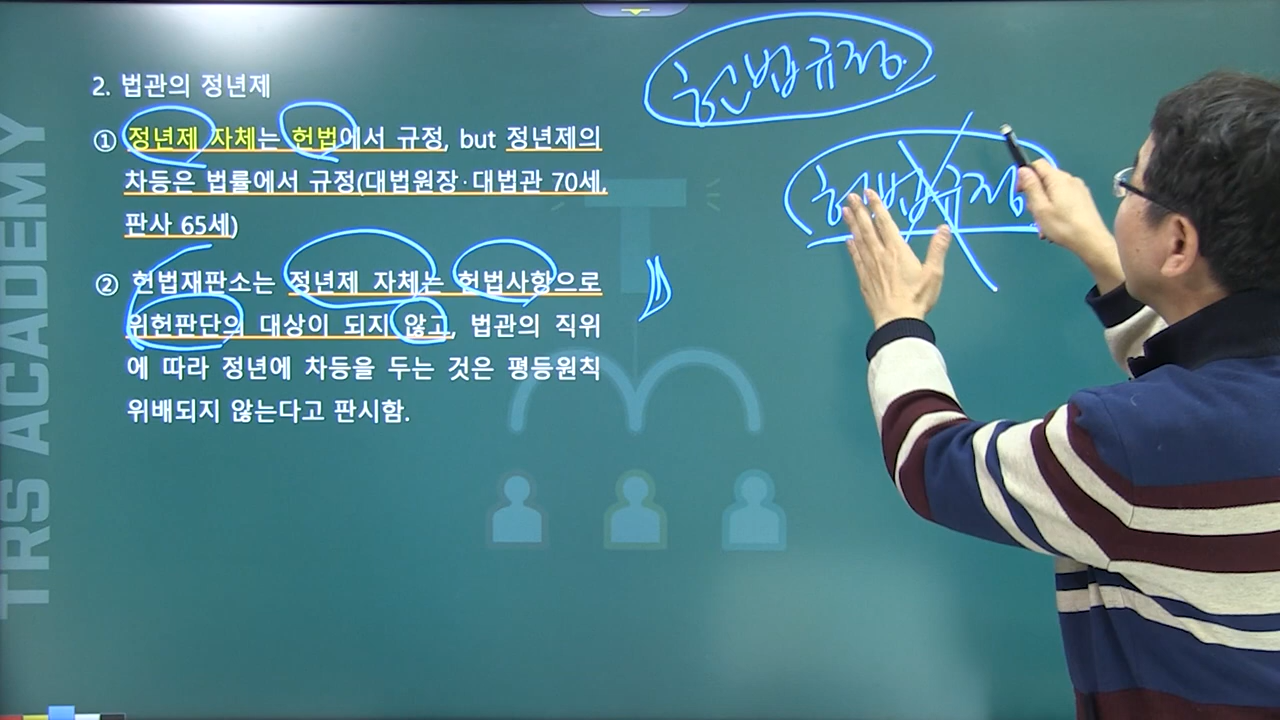 2. 법관의 정년제
① 정년제 자체는 헌법에서 규정, but 정년제의
차등은 법률에서 규정(대법원장·대법관 70세,
판사 65세)
② 헌법재판소는 정년제 자체는 헌법사항으로
위헌판단의 대상이 되지 않고, 법관의 직위
에 따라 정년에 차등을 두는 것은 평등원칙
위배되지 않는다고 판시함.
헌법규정
헌법규정
TRS ACADEMY